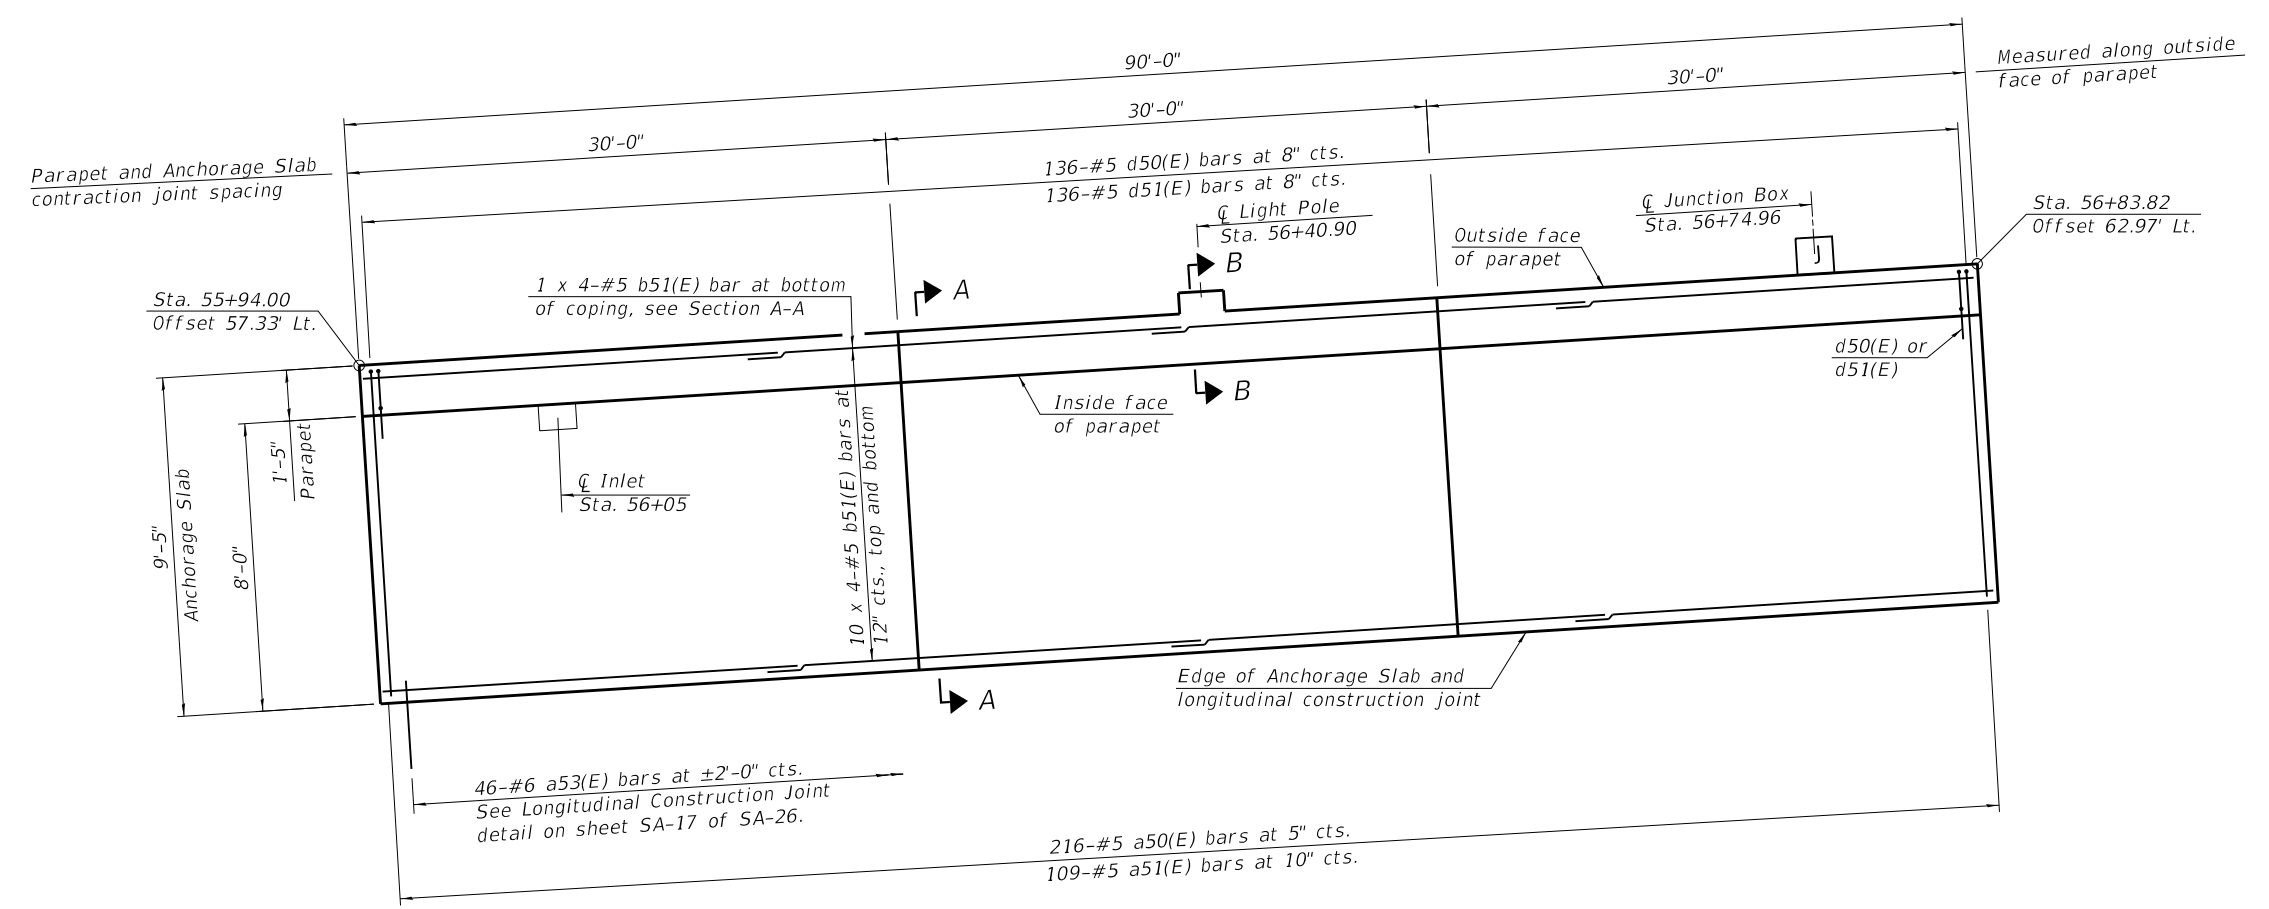 90'-0"
Measured along outside
face of parapet
30'-0"
30'-0"
30'-0"
Parapet and Anchorage Slab
contraction joint spacing
136-#5 d50(E) bars at 8" cts.
136-#5 d51(E) bars at 8" cts.
℄ Light Pole
Sta. 56+40.90
℄ Junction Box
Sta. 56+74.96
Sta. 56+83.82
Offset 62.97' Lt.
Outside face
of parapet
J
B
A
1 x 4-#5 b51(E) bar at bottom
of coping, see Section A-A
Sta. 55+94.00
Offset 57.33' Lt.
d50(E) or
d51(E)
B
Inside face
of parapet
1'-5"
Parapet
℄ Inlet
Sta. 56+05
10 x 4-#5 b51(E) bars at
12" cts., top and bottom
9'-5"
Anchorage Slab
8'-0"
A
Edge of Anchorage Slab and
longitudinal construction joint
46-#6 a53(E) bars at ±2'-0" cts.
See Longitudinal Construction Joint
detail on sheet SA-17 of SA-26.
216-#5 a50(E) bars at 5" cts.
109-#5 a51(E) bars at 10" cts.